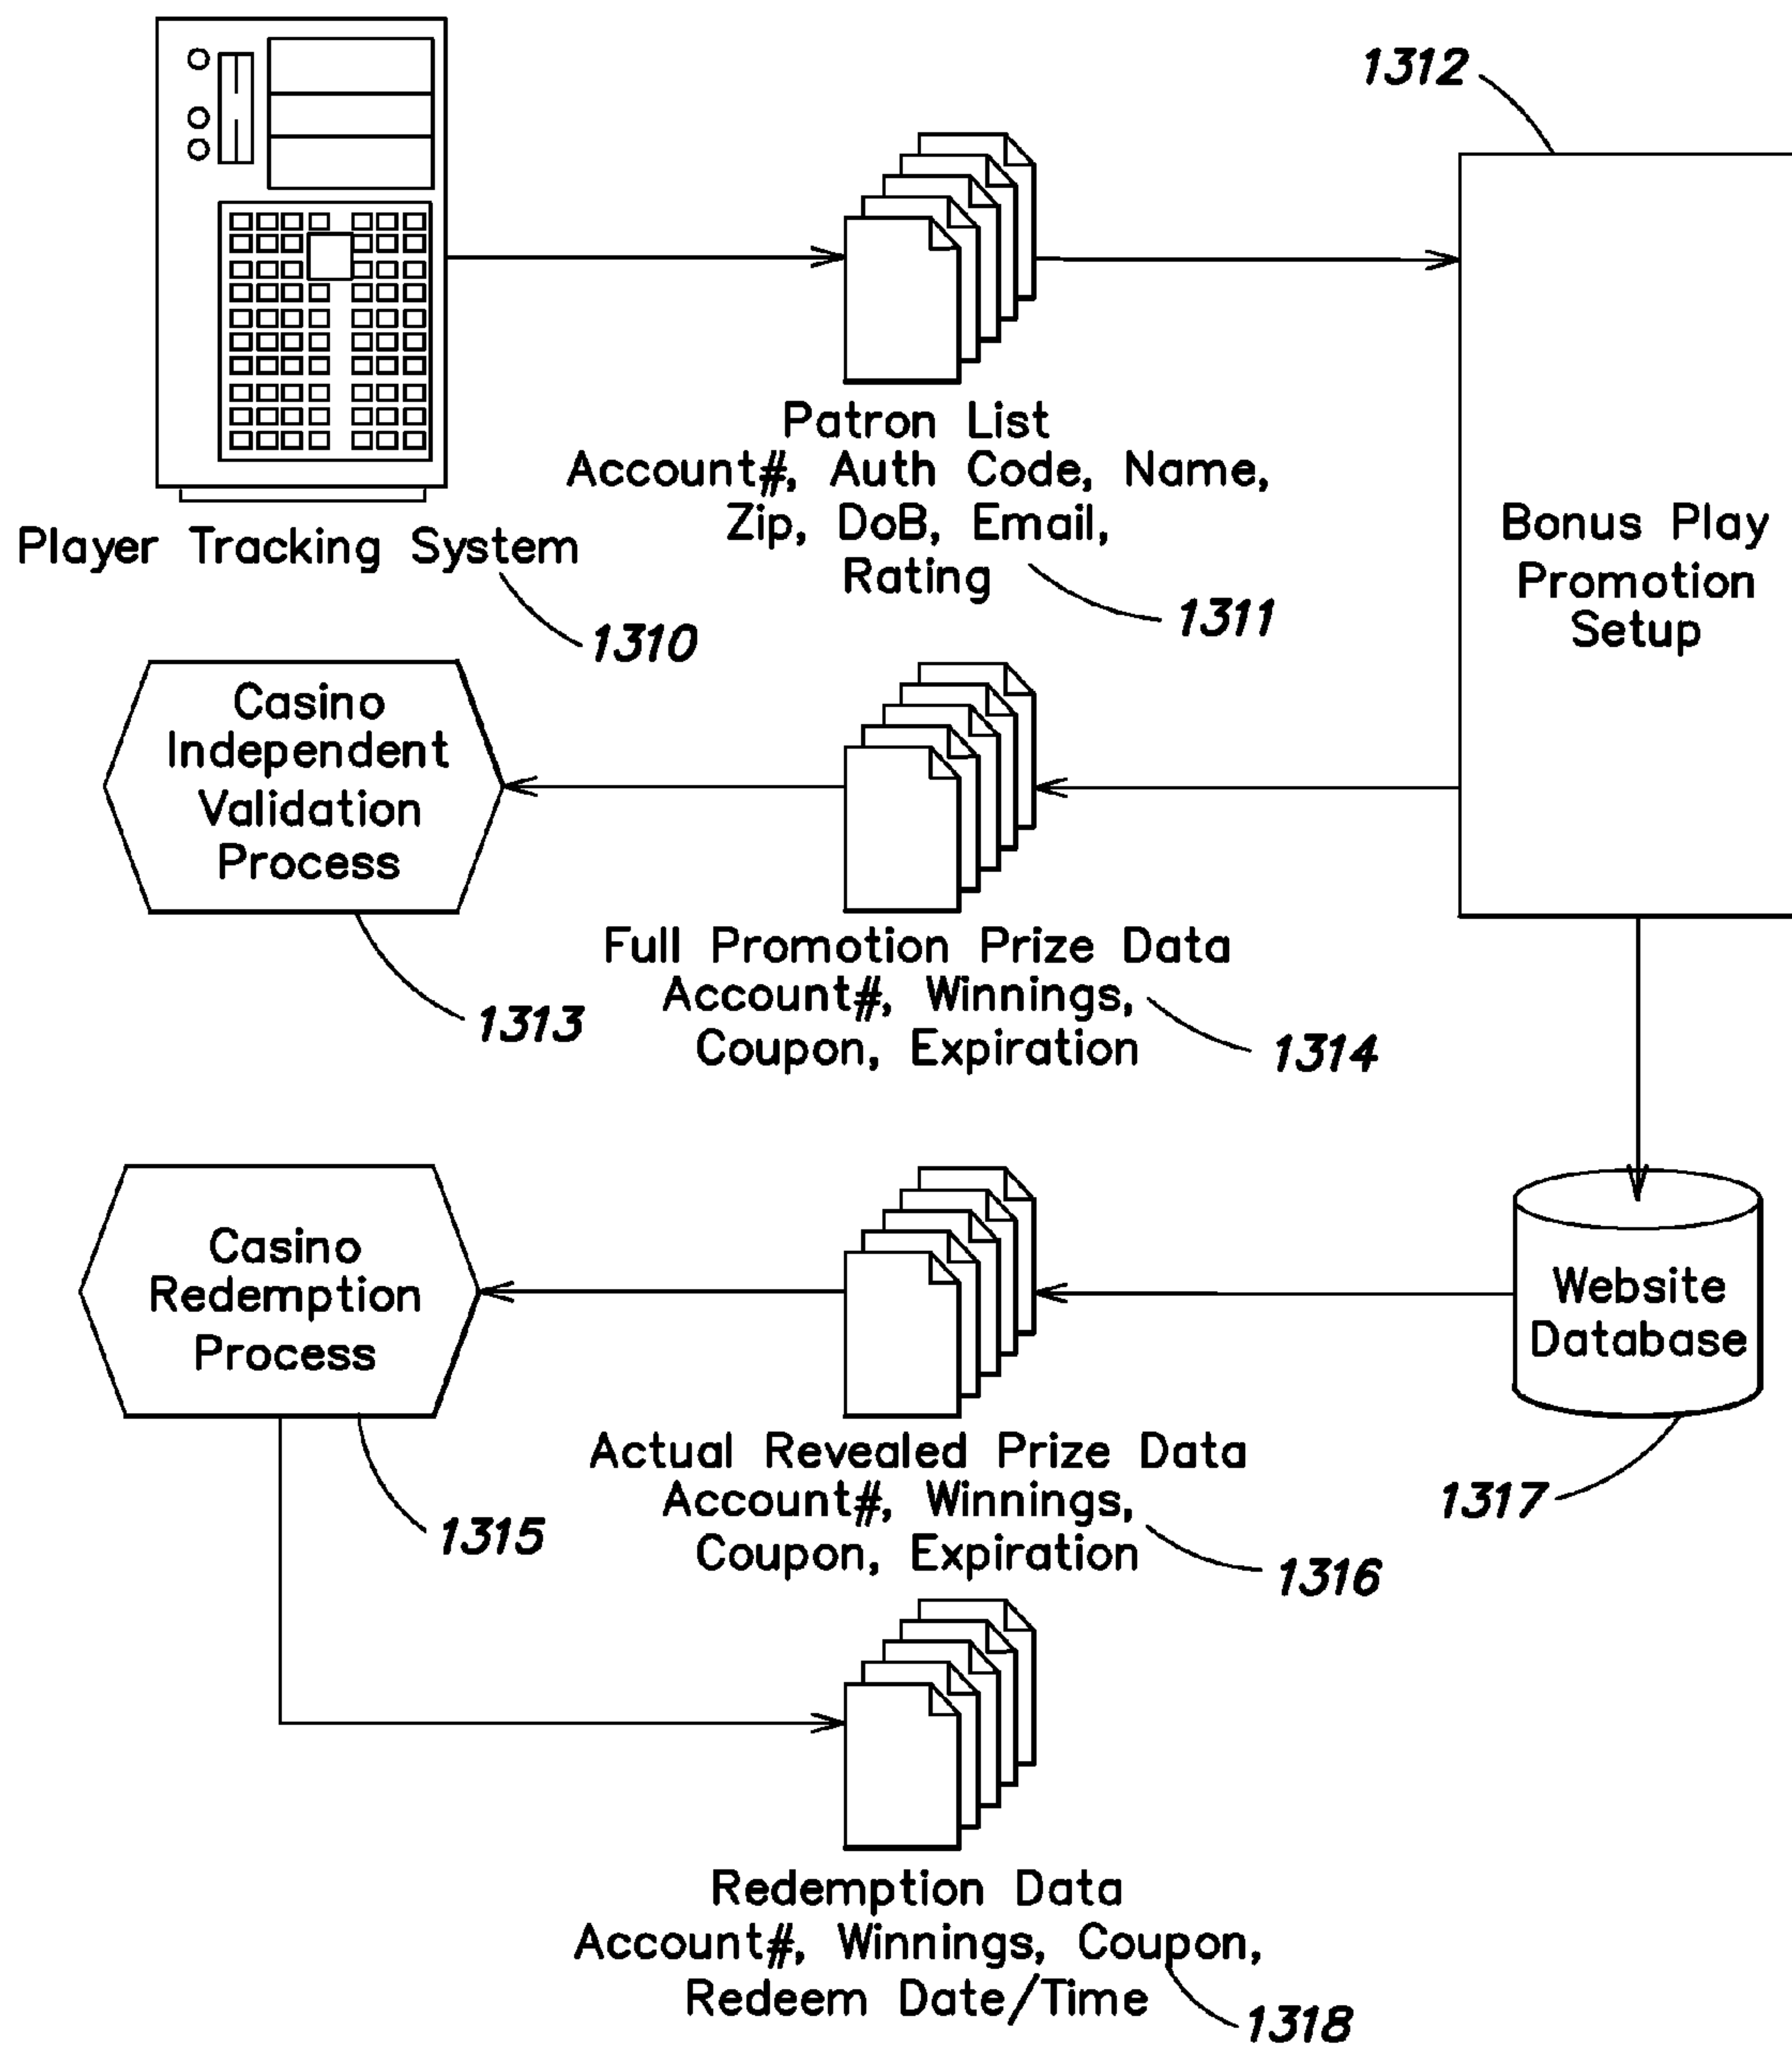 1312
Patron List
Account#, Auth Code, Name,
Zip, DoB, Email,
Rating
Player Tracking System
1310
1311
Bonus Play
Promotion
Setup
Casino
Independent
Validation
Process
1313
Full Promotion Prize Data
Account#, Winnings,
Coupon, Expiration
1314
Casino
Redemption
Process
1315
Website
Database
1317
Actual Revealed Prize Data
Account#, Winnings,
Coupon, Expiration
1316
Redemption Data
Account#, Winnings, Coupon,
Redeem Date/Time
1318